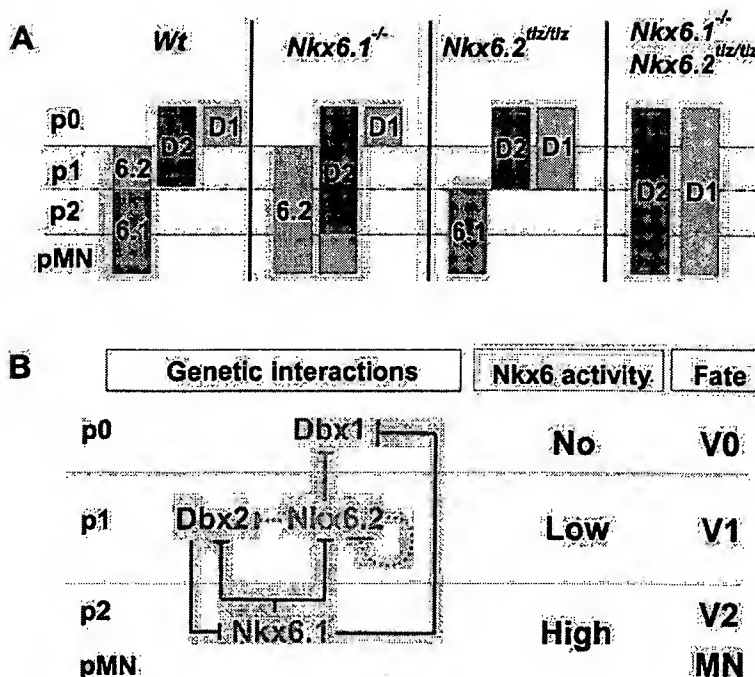 A
Wt
Nkx6.1-/-
Nkx6.2tlz/tlz
Nkx6.1-/-
Nkx6.2tlz/tlz
p0
p1
p2
pMN
6.2
6.1
D2
D1
6.2
D2
D1
6.1
D2
D1
D2
D1
B
Genetic interactions
Nkx6 activity
Fate
p0
Dbx1
No
V0
p1
Dbx2
Nkx6.2
Low
V1
p2
Nkx6.1
High
V2
pMN
MN